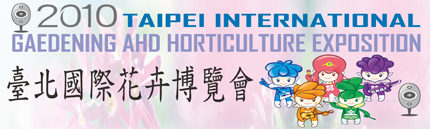 2010 TAIPEI INTERNATIONAL
GAEDENING AHD HORTICULTURE EXPOSITION
臺北國際花卉博覽會